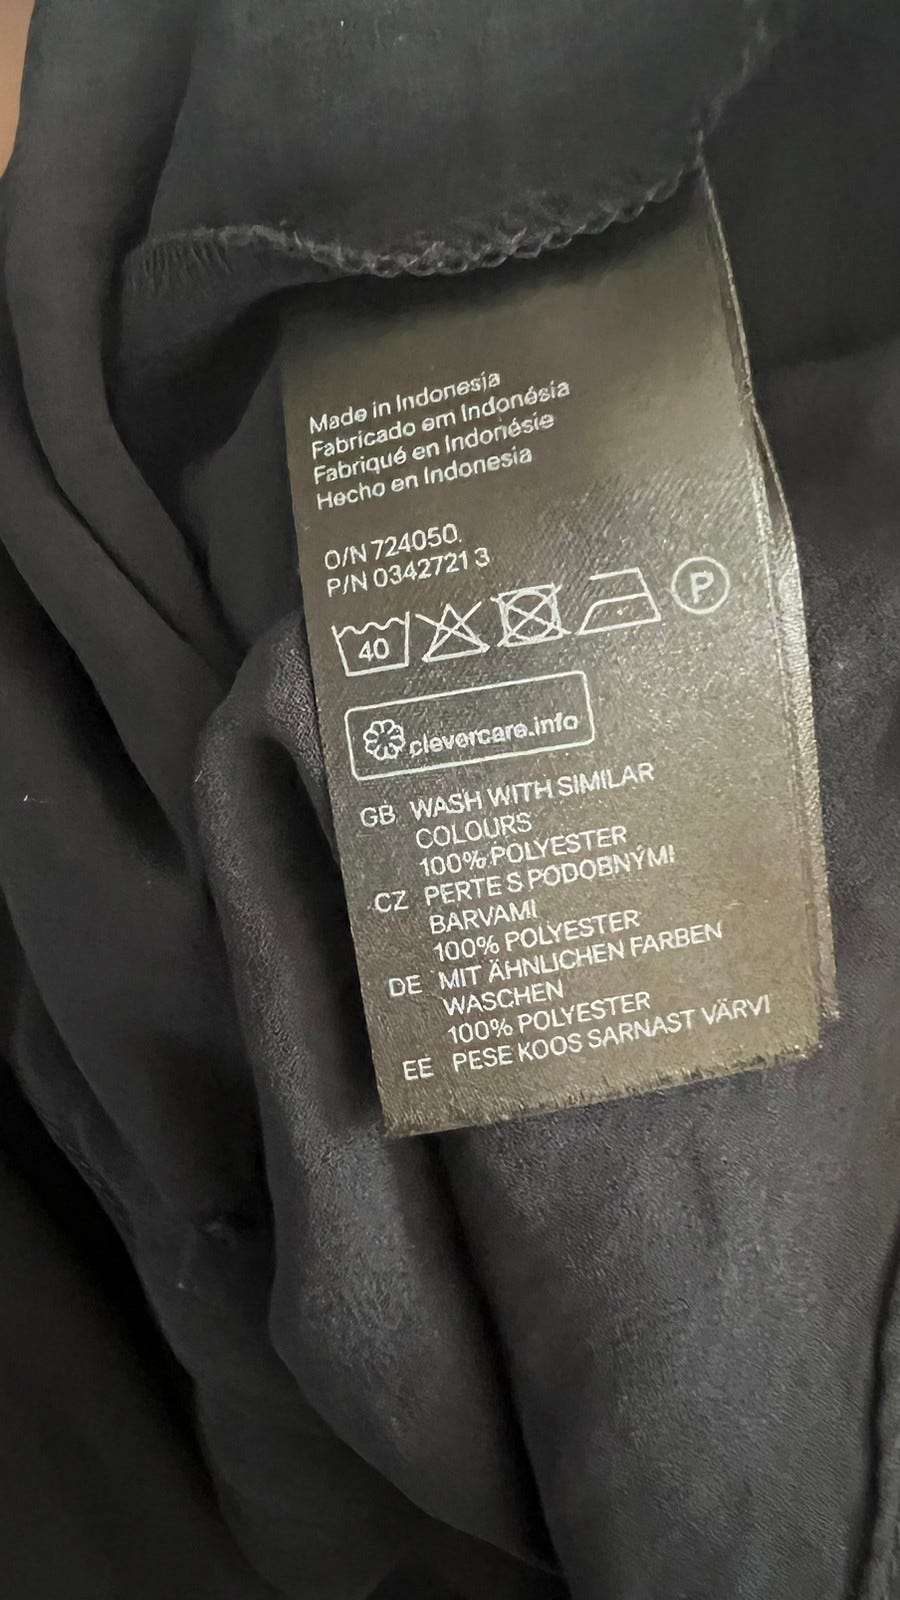 Made in Indonesia
Fabricado em Indonésia
Fabriqué en Indonésie
Hecho en Indonesia
O/N 724050.
P/N 0342721 3
40 P
clevercare.info
GB WASH WITH SIMILAR
COLOURS
100% POLYESTER
CZ PERTE S PODOBNÝMI
BARVAMI
100% POLYESTER
DE MIT ÄHNLICHEN FARBEN
WASCHEN
100% POLYESTER
EE PESE KOOS SARNAST VÄRVI